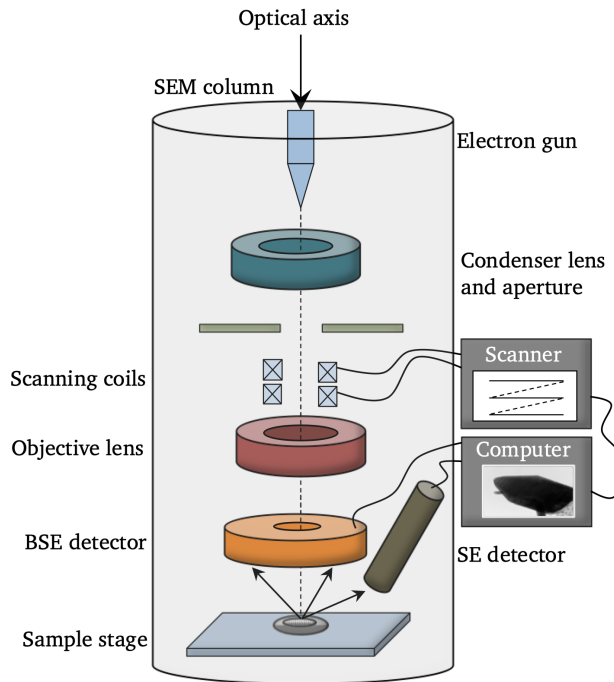 Optical axis
SEM column
Electron gun
Condenser lens
and aperture
Scanner
Scanning coils
Objective lens
Computer
BSE detector
SE detector
Sample stage